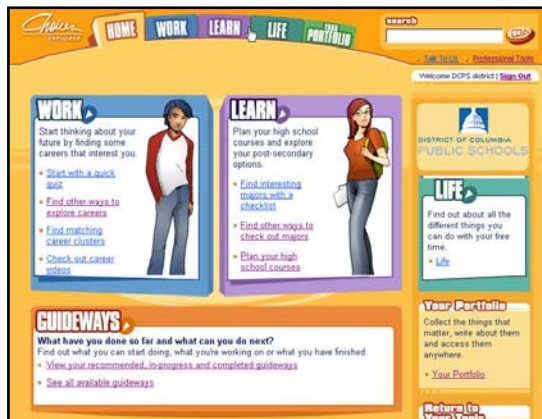 Choices
EXPLORER
HOME
WORK
LEARN
LIFE
YOUR PORTFOLIO
search
Talk To Us
Professional Tools
Welcome DCPS district | Sign Out
WORK
Start thinking about your
future by finding some
careers that interest you.
Start with a quick
quiz
Find other ways to
explore careers
Find matching
career clusters
Check out career
videos
LEARN
Plan your high school
courses and explore
your post-secondary
options.
Find interesting
majors with a
checklist
Find other ways to
check out majors
Plan your high
school courses
DISTRICT OF COLUMBIA
PUBLIC SCHOOLS
LIFE
Find out about all the
different things you
can do with your free
time.
Life
GUIDEWAYS
What have you done so far and what can you do next?
Find out what you can start doing, what you're working on or what you have finished.
View your recommended, in-progress and completed guideways
See all available guideways
Your Portfolio
Collect the things that
matter, write about them
and access them
anywhere.
Your Portfolio
Return to
Your Tools